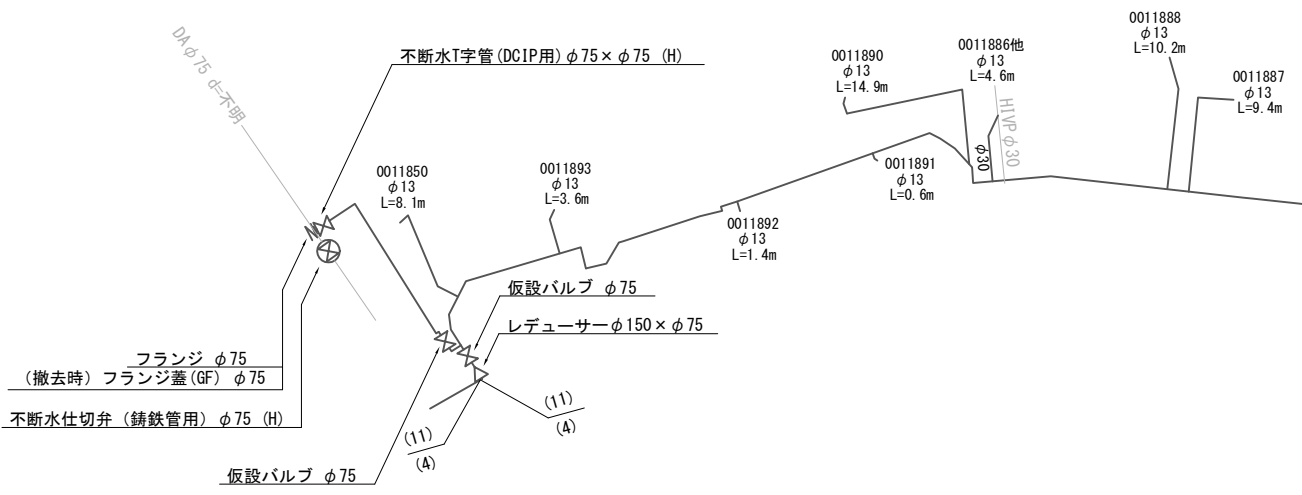 DAφ75 d=不明
不断水T字管(DCIP用)φ75×φ75 (H)
0011850
φ13
L=8.1m
0011893
φ13
L=3.6m
0011892
φ13
L=1.4m
0011891
φ13
L=0.6m
0011890
φ13
L=14.9m
0011886他
φ13
L=4.6m
HIVPφ30
φ30
0011888
φ13
L=10.2m
0011887
φ13
L=9.4m
仮設バルブ φ75
レデューサーφ150×φ75
フランジ φ75
(撤去時) フランジ蓋(GF) φ75
不断水仕切弁 (鋳鉄管用) φ75 (H)
仮設バルブ φ75
(11)
(4)
(11)
(4)